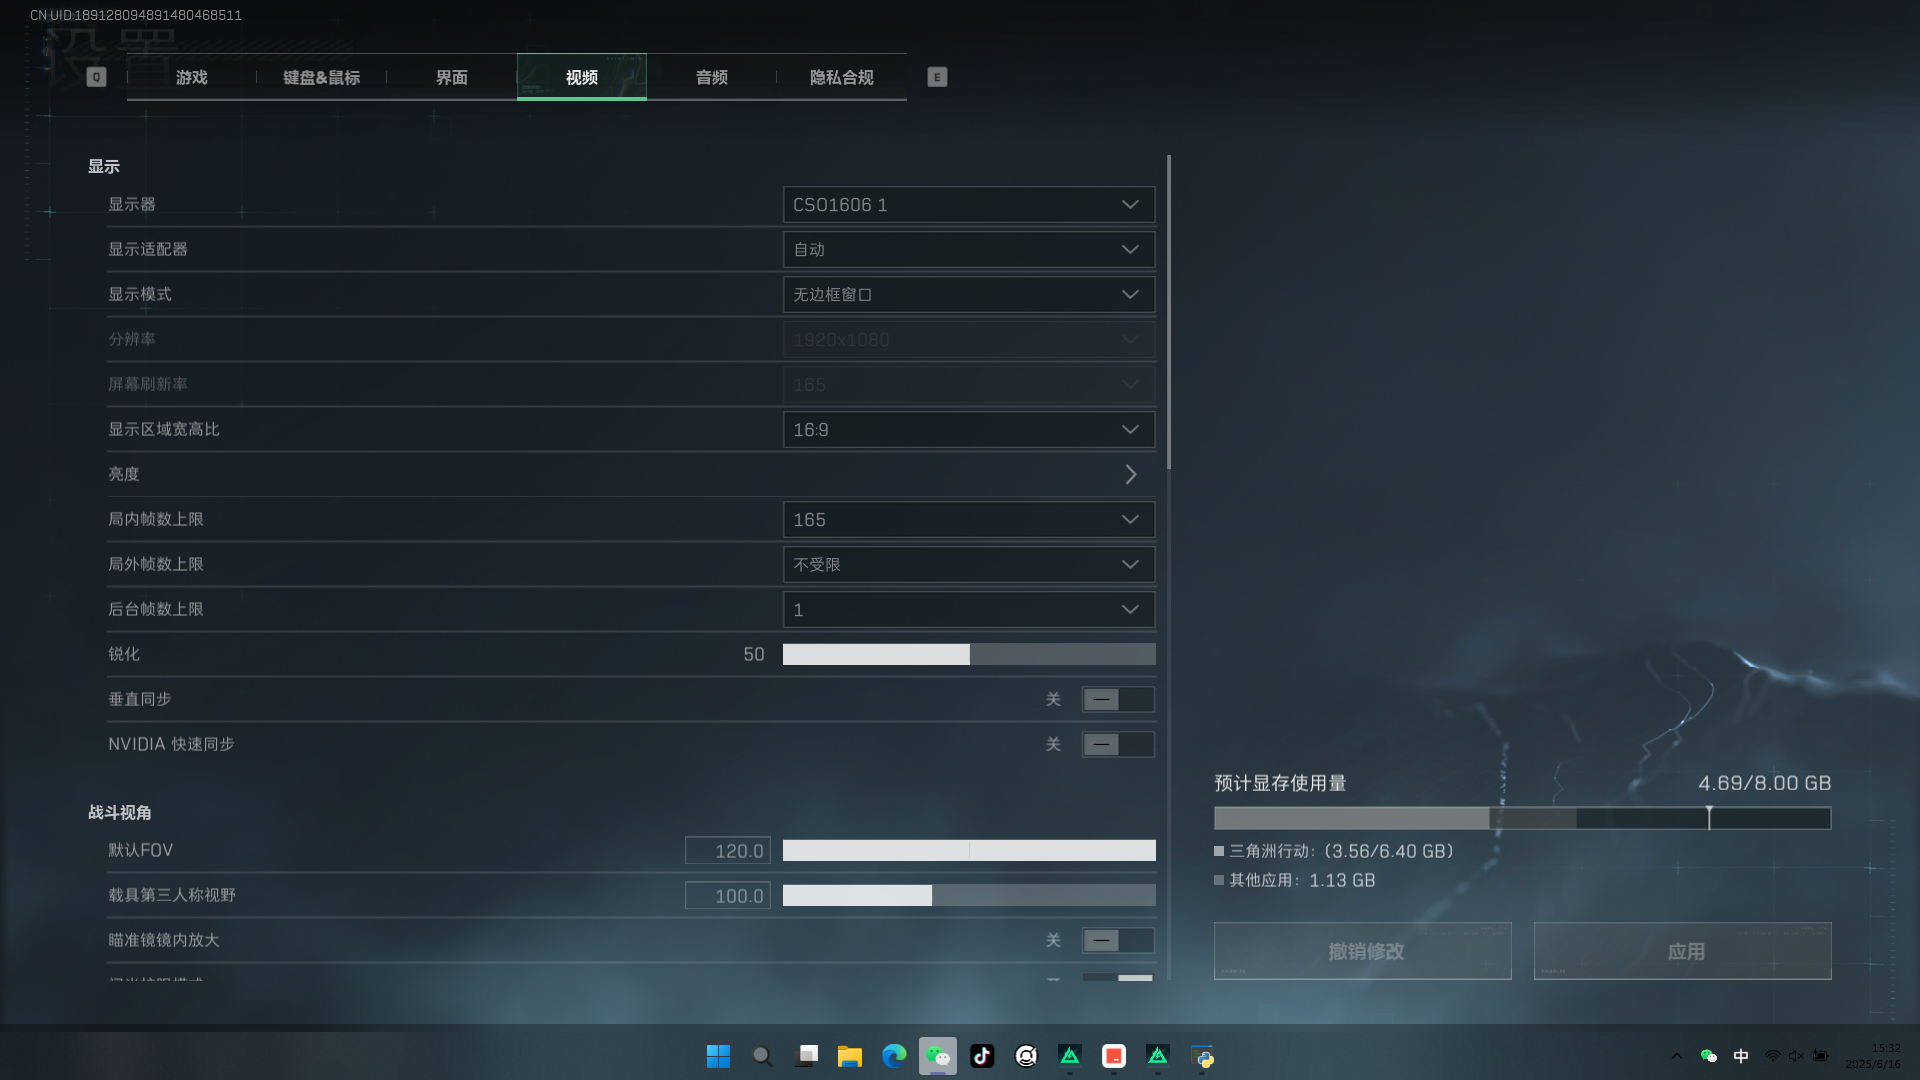 CN UID:189128094891480468511
设置
Q
游戏
键盘&鼠标
界面
视频
音频
隐私合规
E
显示
显示器
CSO1606 1
显示适配器
自动
显示模式
无边框窗口
分辨率
1920x1080
屏幕刷新率
165
显示区域宽高比
16:9
亮度
局内帧数上限
165
局外帧数上限
不受限
后台帧数上限
1
锐化
50
垂直同步
关
NVIDIA 快速同步
关
战斗视角
默认FOV
120.0
载具第三人称视野
100.0
瞄准镜镜内放大
关
预计显存使用量
4.69/8.00 GB
三角洲行动:(3.56/6.40 GB)
其他应用: 1.13 GB
撤销修改
应用
中
15:32
2025/6/16